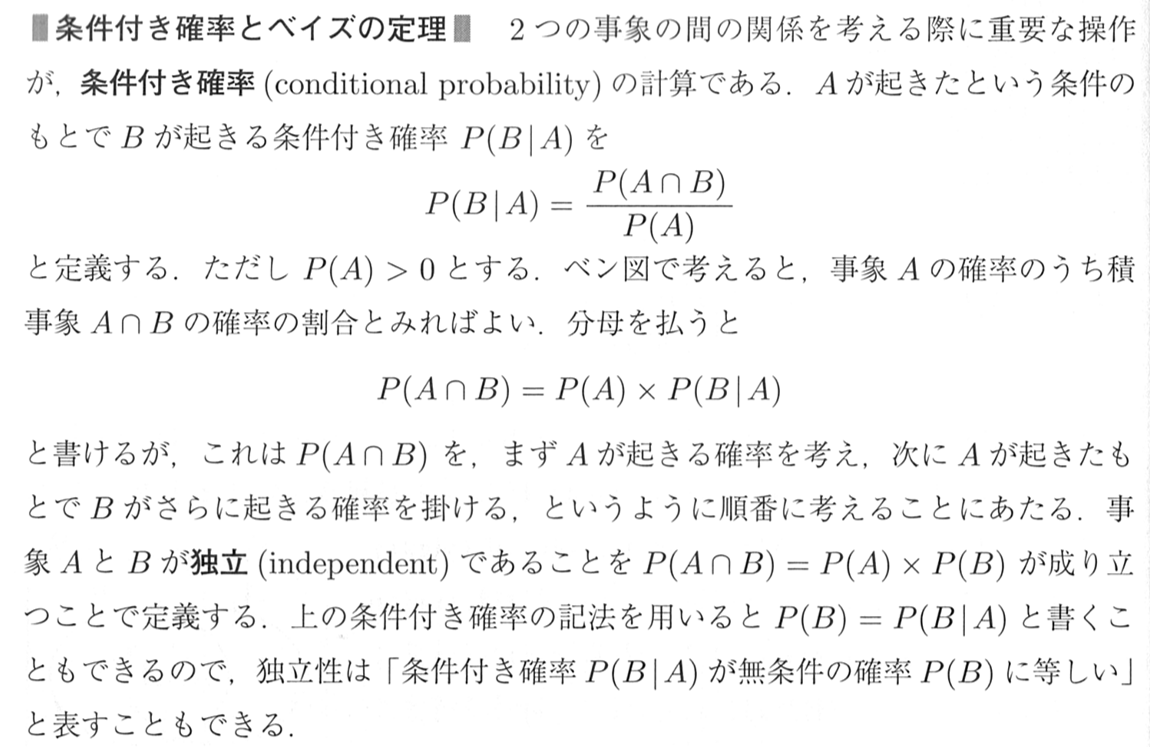 ■条件付き確率とベイズの定理■ 2つの事象の間の関係を考える際に重要な操作
が，条件付き確率 (conditional probability) の計算である．A が起きたという条件の
もとで B が起きる条件付き確率 P(B|A) を
P(B|A) = P(A∩B) / P(A)
と定義する．ただし P(A) > 0 とする．ベン図で考えると，事象 A の確率のうち積
事象 A∩B の確率の割合とみればよい．分母を払うと
P(A∩B) = P(A) × P(B|A)
と書けるが，これは P(A∩B) を，まず A が起きる確率を考え，次に A が起きたも
とで B がさらに起きる確率を掛ける，というように順番に考えることにあたる．事
象 A と B が独立 (independent) であることを P(A∩B) = P(A) × P(B) が成り立
つことで定義する．上の条件付き確率の記法を用いると P(B) = P(B|A) と書くこ
ともできるので，独立性は「条件付き確率 P(B|A) が無条件の確率 P(B) に等しい」
と表すこともできる．